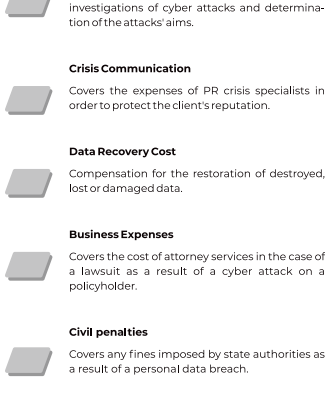 investigations of cyber attacks and determina-
tion of the attacks' aims.
Crisis Communication
Covers the expenses of PR crisis specialists in
order to protect the client's reputation.
Data Recovery Cost
Compensation for the restoration of destroyed,
lost or damaged data.
Business Expenses
Covers the cost of attorney services in the case of
a lawsuit as a result of a cyber attack on a
policyholder.
Civil penalties
Covers any fines imposed by state authorities as
a result of a personal data breach.